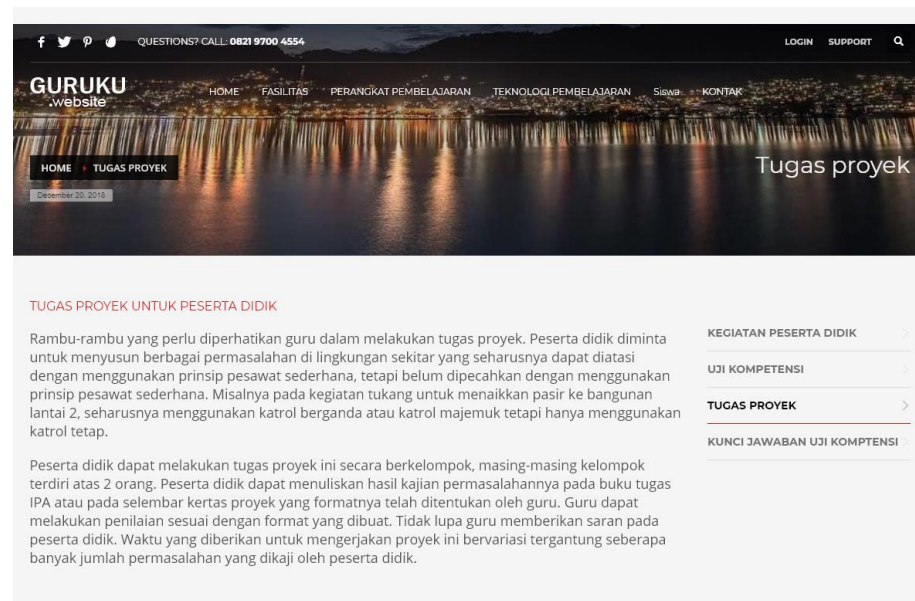 QUESTIONS? CALL: 0821 9700 4554
LOGIN SUPPORT
GURUKU
.website
HOME FASILITAS PERANGKAT PEMBELAJARAN TEKNOLOGI PEMBELAJARAN Siswa KONTAK
HOME TUGAS PROYEK
Tugas proyek
December 20, 2018
TUGAS PROYEK UNTUK PESERTA DIDIK
Rambu-rambu yang perlu diperhatikan guru dalam melakukan tugas proyek. Peserta didik diminta
untuk menyusun berbagai permasalahan di lingkungan sekitar yang seharusnya dapat diatasi
dengan menggunakan prinsip pesawat sederhana, tetapi belum dipecahkan dengan menggunakan
prinsip pesawat sederhana. Misalnya pada kegiatan tukang untuk menaikkan pasir ke bangunan
lantai 2, seharusnya menggunakan katrol berganda atau katrol majemuk tetapi hanya menggunakan
katrol tetap.
Peserta didik dapat melakukan tugas proyek ini secara berkelompok, masing-masing kelompok
terdiri atas 2 orang. Peserta didik dapat menuliskan hasil kajian permasalahannya pada buku tugas
IPA atau pada selembar kertas proyek yang formatnya telah ditentukan oleh guru. Guru dapat
melakukan penilaian sesuai dengan format yang dibuat. Tidak lupa guru memberikan saran pada
peserta didik. Waktu yang diberikan untuk mengerjakan proyek ini bervariasi tergantung seberapa
banyak jumlah permasalahan yang dikaji oleh peserta didik.
KEGIATAN PESERTA DIDIK
UJI KOMPETENSI
TUGAS PROYEK
KUNCI JAWABAN UJI KOMPTENSI